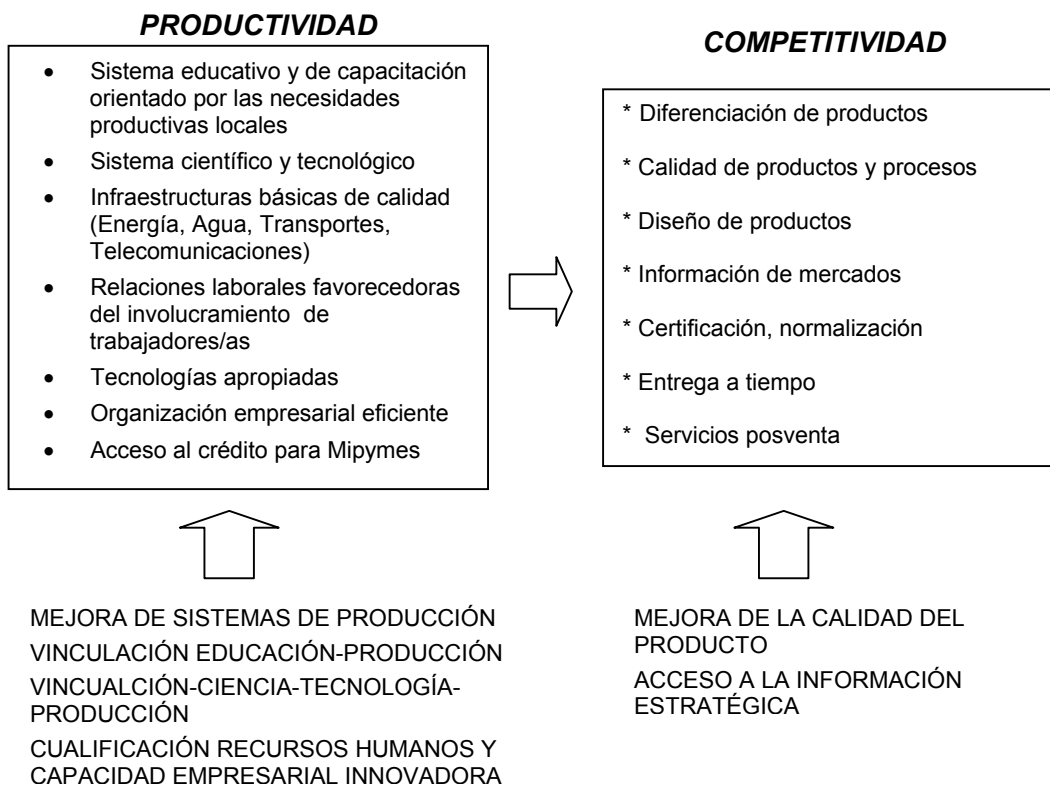 PRODUCTIVIDAD
• Sistema educativo y de capacitación
orientado por las necesidades
productivas locales
• Sistema científico y tecnológico
• Infraestructuras básicas de calidad
(Energía, Agua, Transportes,
Telecomunicaciones)
• Relaciones laborales favorecedoras
del involucramiento de
trabajadores/as
• Tecnologías apropiadas
• Organización empresarial eficiente
• Acceso al crédito para Mipymes
MEJORA DE SISTEMAS DE PRODUCCIÓN
VINCULACIÓN EDUCACIÓN-PRODUCCIÓN
VINCUALCIÓN-CIENCIA-TECNOLOGÍA-
PRODUCCIÓN
CUALIFICACIÓN RECURSOS HUMANOS Y
CAPACIDAD EMPRESARIAL INNOVADORA
COMPETITIVIDAD
* Diferenciación de productos
* Calidad de productos y procesos
* Diseño de productos
* Información de mercados
* Certificación, normalización
* Entrega a tiempo
* Servicios posventa
MEJORA DE LA CALIDAD DEL
PRODUCTO
ACCESO A LA INFORMACIÓN
ESTRATÉGICA